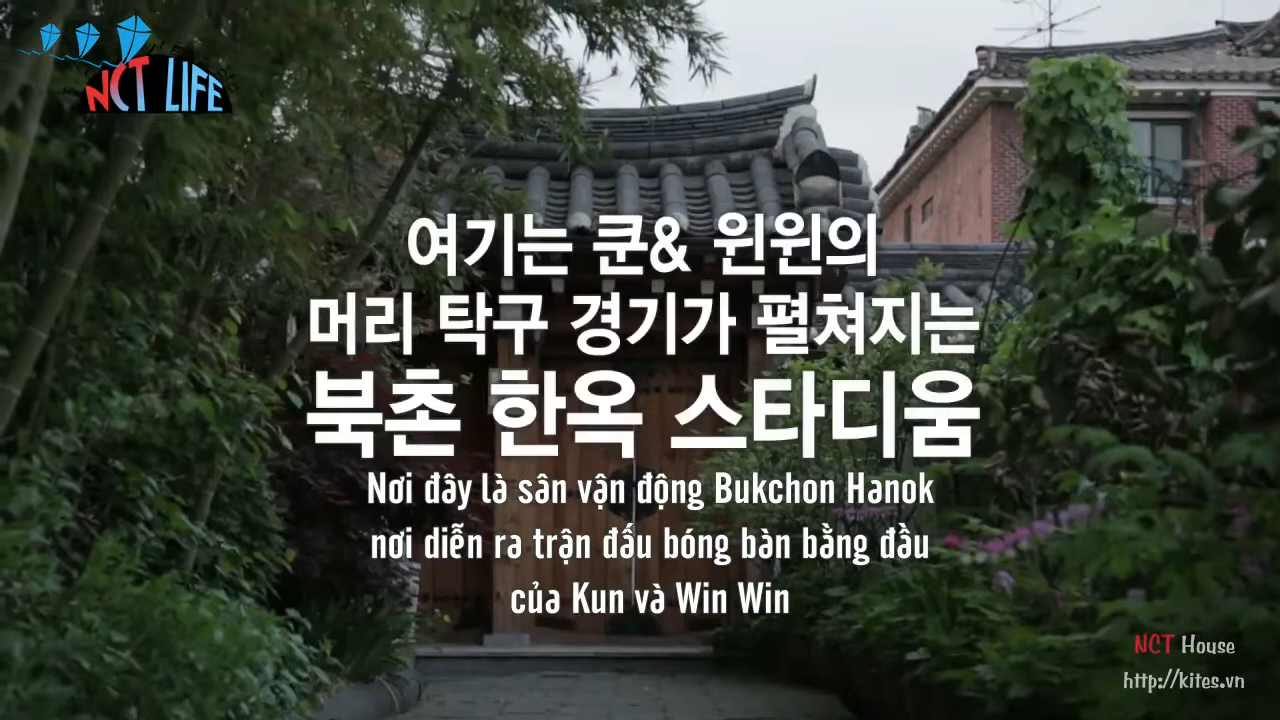 NCT LIFE
여기는 쿤& 윈윈의
머리 탁구 경기가 펼쳐지는
북촌 한옥 스타디움
Nơi đây là sân vận động Bukchon Hanok
nơi diễn ra trận đấu bóng bàn bằng đầu
của Kun và Win Win
NCT House
http://kites.vn